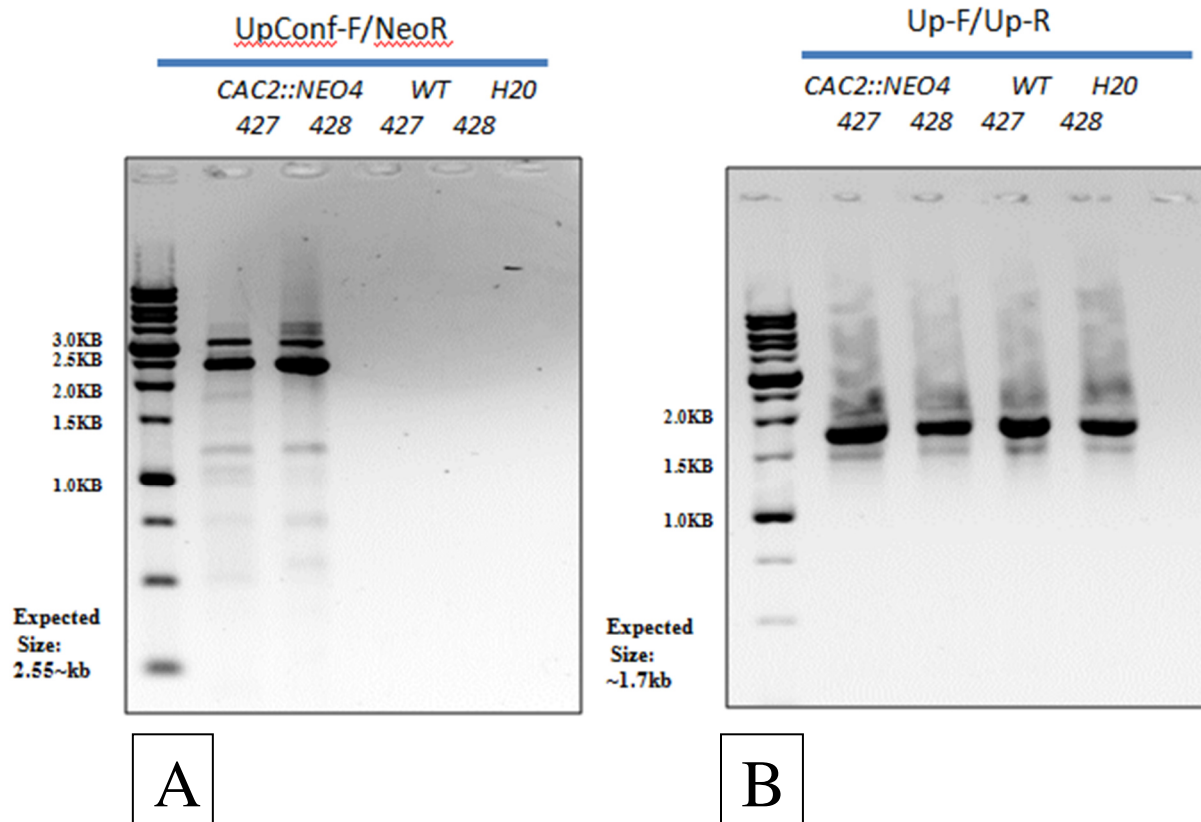 UpConf-F/NeoR
CAC2::NEO4 WT H20
427 428 427 428
3.0KB
2.5KB
2.0KB
1.5KB
1.0KB
Expected
Size:
2.55~kb
A
Up-F/Up-R
CAC2::NEO4 WT H20
427 428 427 428
2.0KB
1.5KB
1.0KB
Expected
Size:
~1.7kb
B